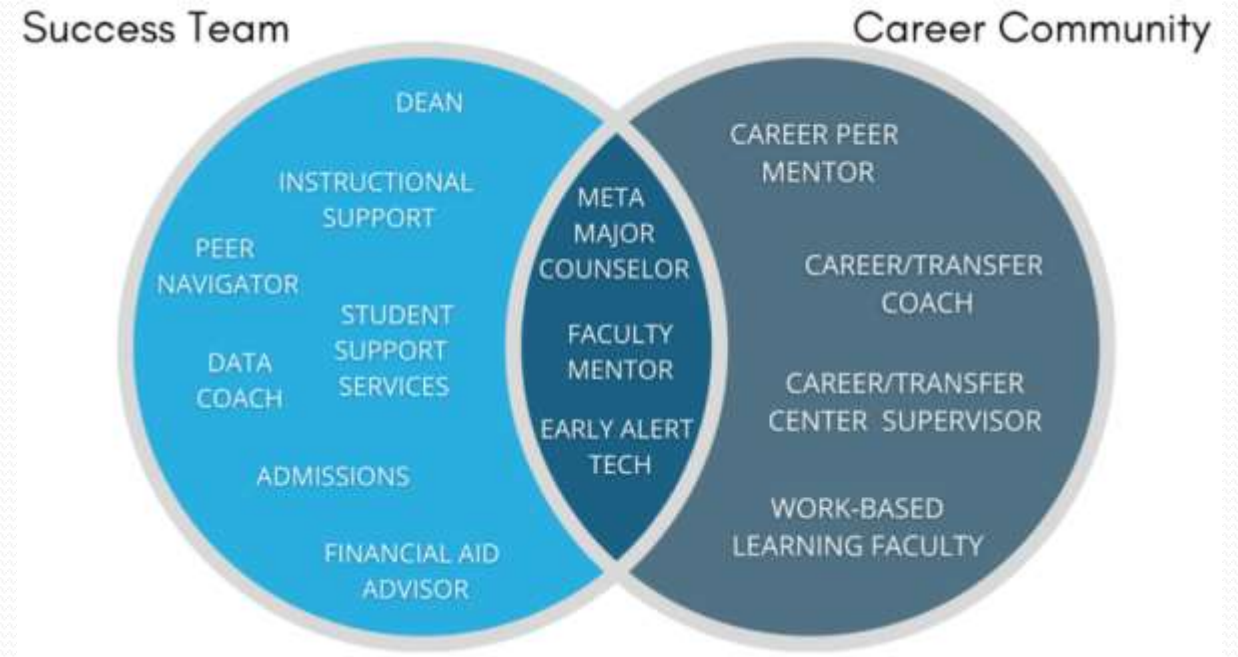 Success Team
Career Community
DEAN
INSTRUCTIONAL
SUPPORT
PEER
NAVIGATOR
STUDENT
SUPPORT
SERVICES
DATA
COACH
ADMISSIONS
FINANCIAL AID
ADVISOR
META
MAJOR
COUNSELOR
FACULTY
MENTOR
EARLY ALERT
TECH
CAREER PEER
MENTOR
CAREER/TRANSFER
COACH
CAREER/TRANSFER
CENTER SUPERVISOR
WORK-BASED
LEARNING FACULTY